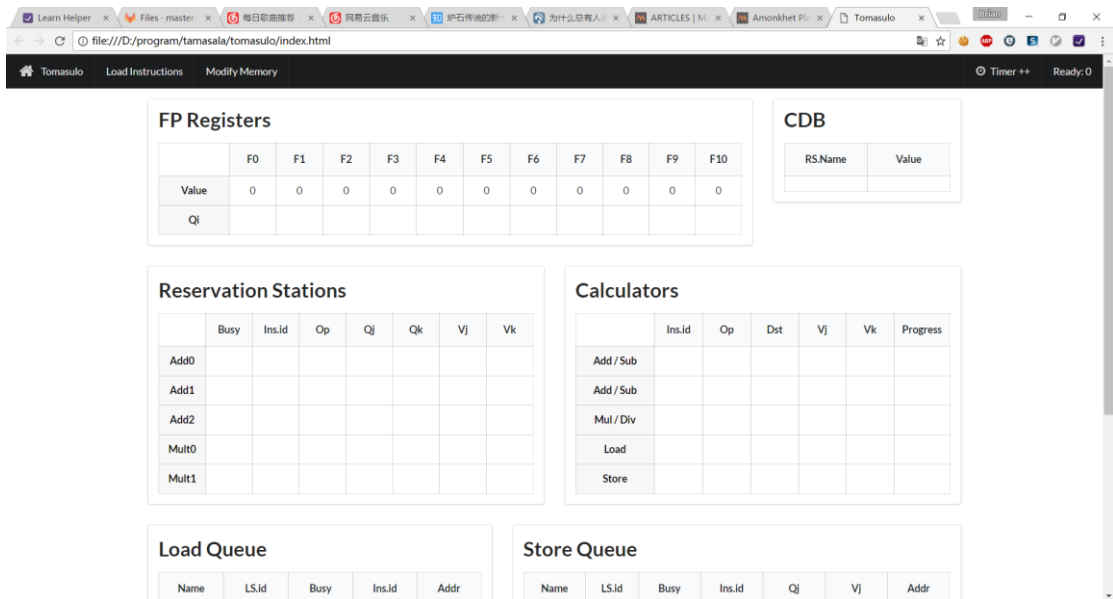 Learn Helper Files - master 每日歌曲推荐 - 网易云音乐 炉石传说的新 为什么总有人 ARTICLES | M Amonkhet Pl Tomasulo Brian
file:///D:/program/tamasala/tomasulo/index.html
Tomasulo Load Instructions Modify Memory Timer ++ Ready: 0
FP Registers
F0 F1 F2 F3 F4 F5 F6 F7 F8 F9 F10
Value 0 0 0 0 0 0 0 0 0 0 0
Qi
CDB
RS.Name Value
Reservation Stations
Busy Ins.id Op Qj Qk Vj Vk
Add0
Add1
Add2
Mult0
Mult1
Calculators
Ins.id Op Dst Vj Vk Progress
Add / Sub
Add / Sub
Mul / Div
Load
Store
Load Queue
Name LS.id Busy Ins.id Addr
Store Queue
Name LS.id Busy Ins.id Qj Vj Addr